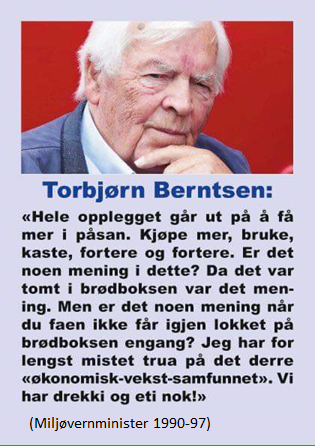 Torbjørn Berntsen:
«Hele opplegget går ut på å få
mer i påsan. Kjøpe mer, bruke,
kaste, fortere og fortere. Er det
noen mening i dette? Da det var
tomt i brødboksen var det men-
ing. Men er det noen mening når
du faen ikke får igjen lokket på
brødboksen engang? Jeg har for
lengst mistet trua på det derre
«økonomisk-vekst-samfunnet». Vi
har drekki og eti nok!»
(Miljøvernminister 1990-97)